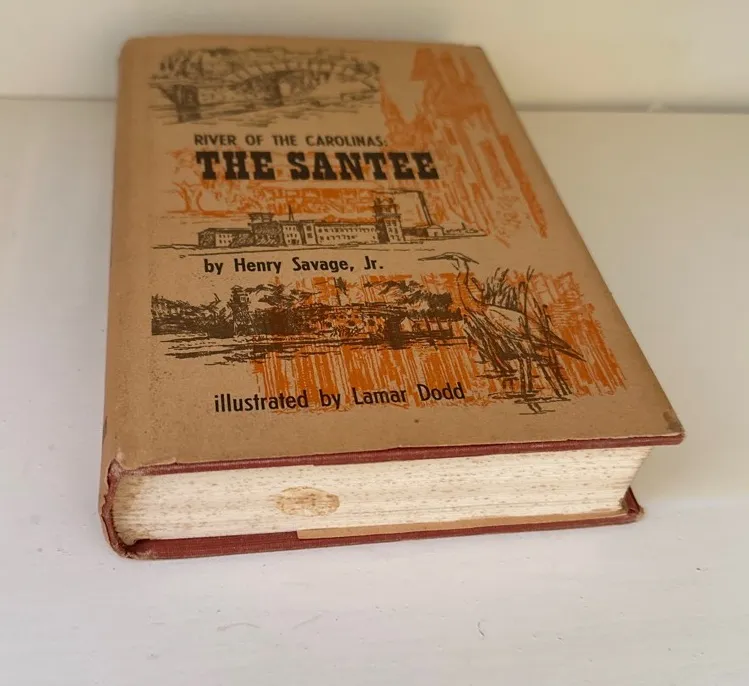 RIVER OF THE CAROLINAS:
THE SANTEE
by Henry Savage, Jr.
illustrated by Lamar Dodd